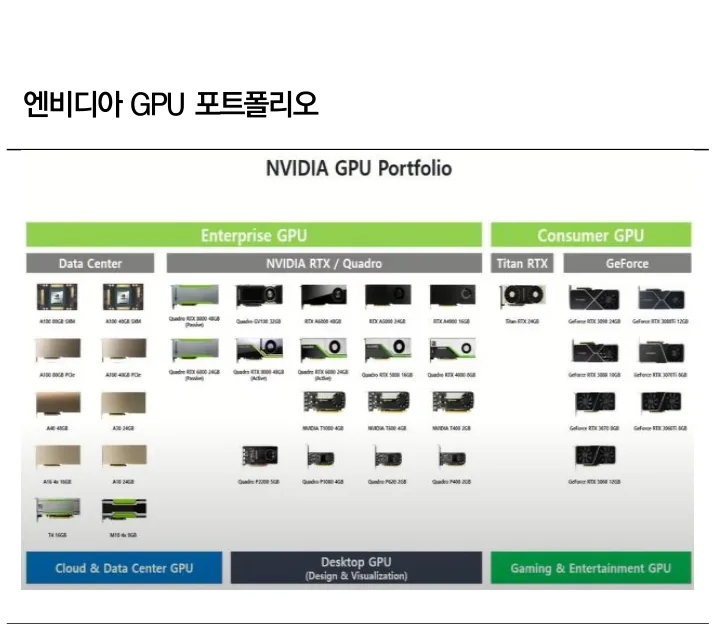 엔비디아 GPU 포트폴리오
NVIDIA GPU Portfolio
Enterprise GPU
Consumer GPU
Data Center
NVIDIA RTX / Quadro
Titan RTX
GeForce
A100 80GB SXM
A100 40GB SXM
Quadro RTX 8000 48GB
(Passive)
Quadro GV100 32GB
RTX A6000 48GB
RTX A5000 24GB
RTX A4000 16GB
Titan RTX 24GB
GeForce RTX 3090 24GB
GeForce RTX 3080Ti 12GB
A100 80GB PCIe
A100 40GB PCIe
Quadro RTX 6000 24GB
(Passive)
Quadro RTX 8000 48GB
(Active)
Quadro RTX 6000 24GB
(Active)
Quadro RTX 5000 16GB
Quadro RTX 4000 8GB
GeForce RTX 3080 10GB
GeForce RTX 3070Ti 8GB
A40 48GB
A30 24GB
NVIDIA T1000 4GB
NVIDIA T600 4GB
NVIDIA T400 2GB
GeForce RTX 3070 8GB
GeForce RTX 3060Ti 8GB
A16 4x 16GB
A10 24GB
Quadro P2200 5GB
Quadro P1000 4GB
Quadro P620 2GB
Quadro P400 2GB
GeForce RTX 3060 12GB
T4 16GB
M10 4x 8GB
Cloud & Data Center GPU
Desktop GPU
(Design & Visualization)
Gaming & Entertainment GPU